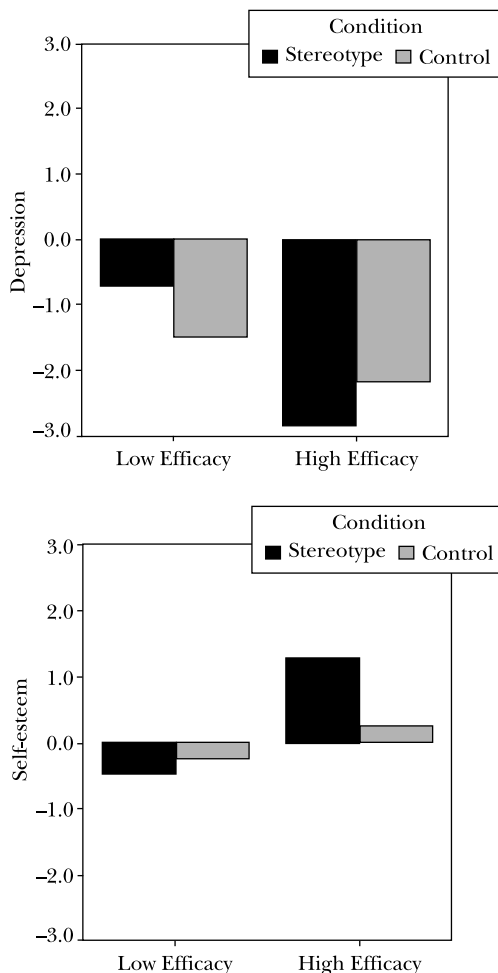 Condition
Stereotype Control
3.0
2.0
1.0
0.0
−1.0
−2.0
−3.0
Depression
Low Efficacy High Efficacy
Condition
Stereotype Control
3.0
2.0
1.0
0.0
−1.0
−2.0
−3.0
Self-esteem
Low Efficacy High Efficacy